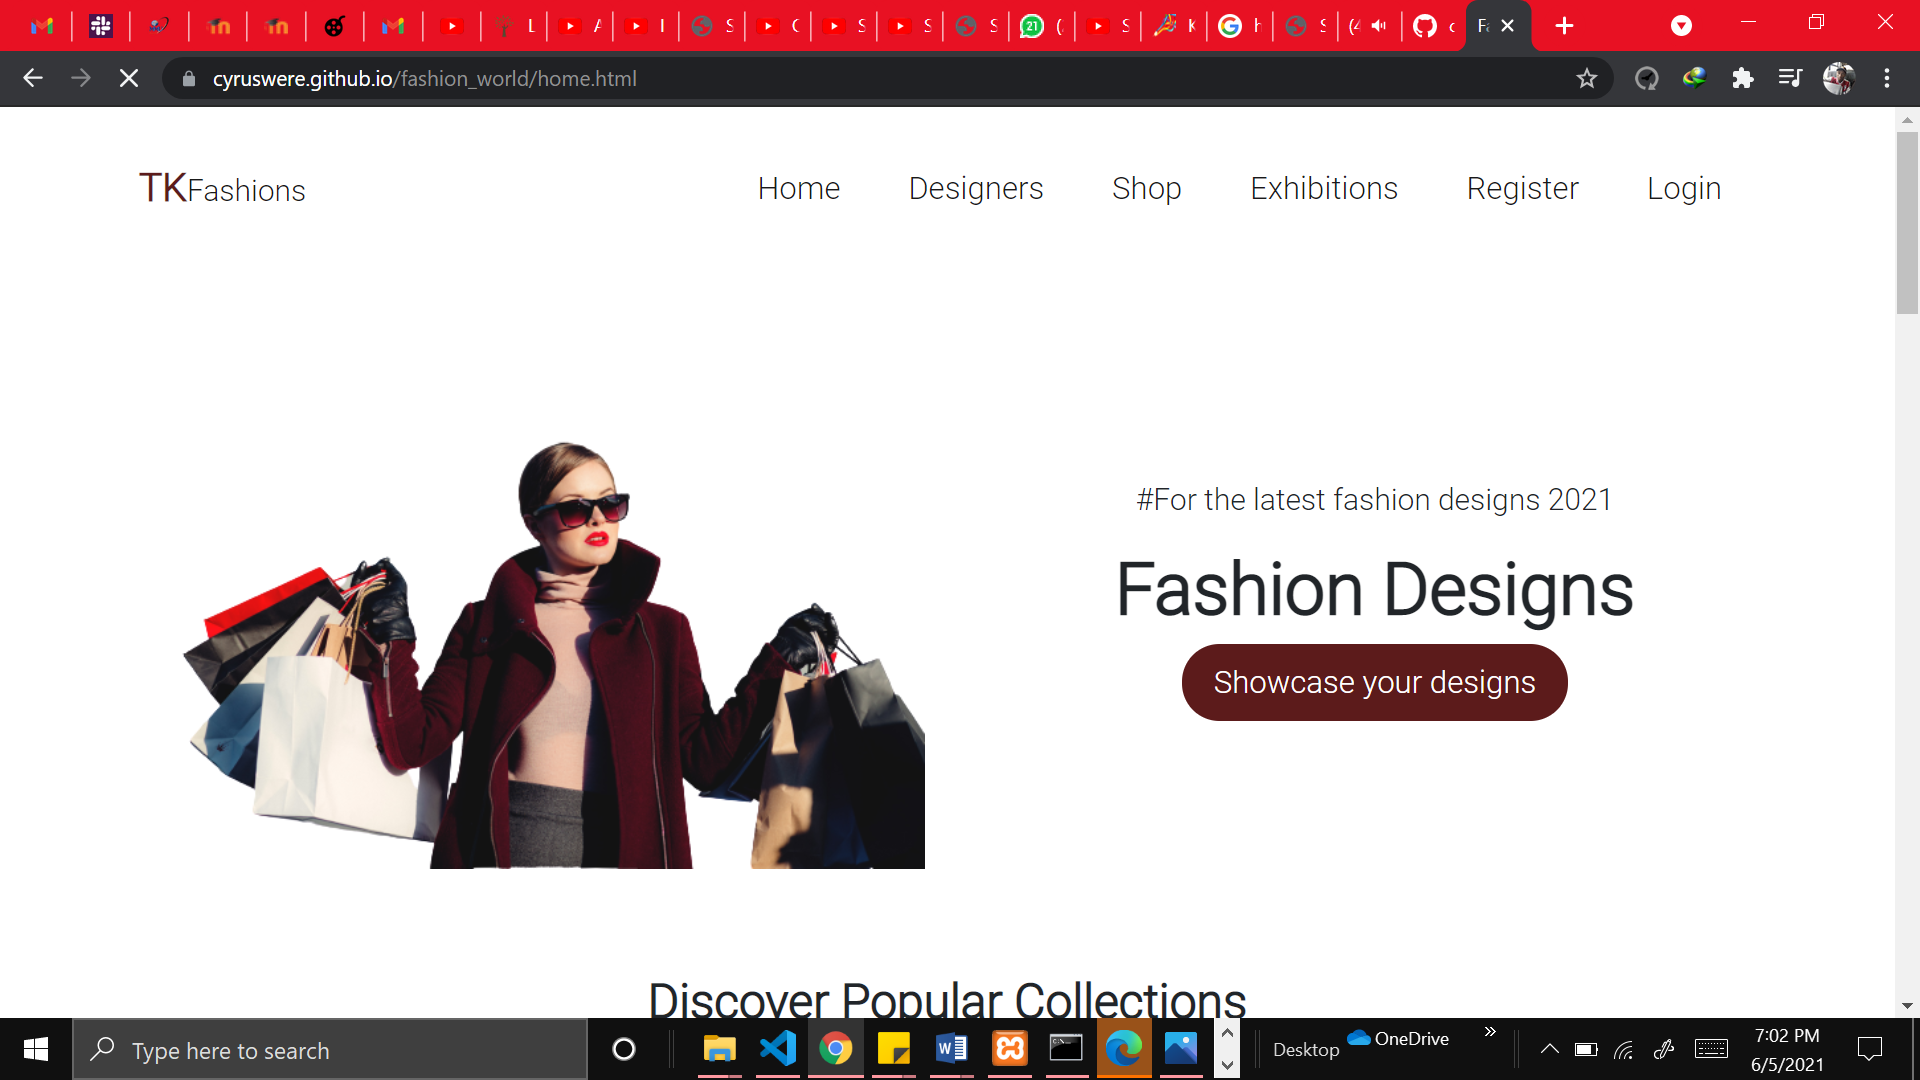 cyruswere.github.io/fashion_world/home.html
TKFashions
Home
Designers
Shop
Exhibitions
Register
Login
#For the latest fashion designs 2021
Fashion Designs
Showcase your designs
Discover Popular Collections
Type here to search
Desktop
OneDrive
7:02 PM
6/5/2021
21